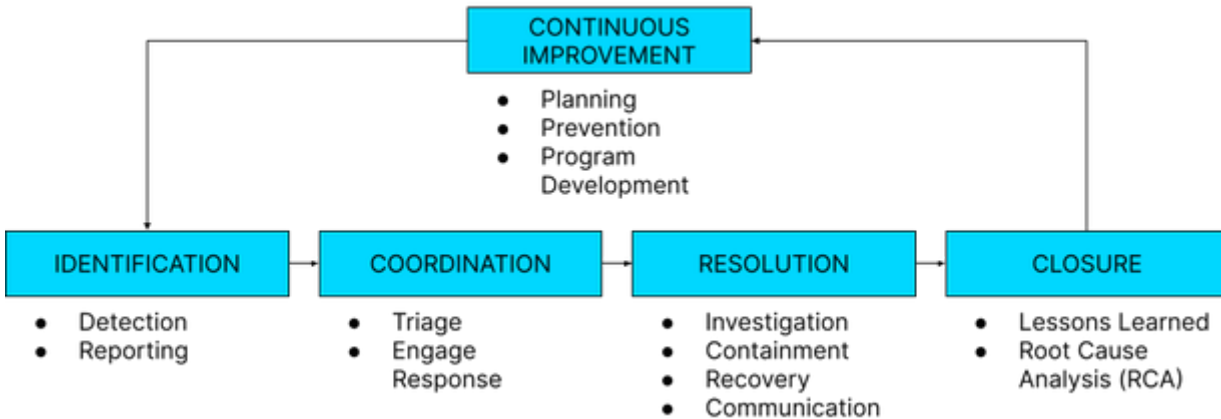 CONTINUOUS
IMPROVEMENT
● Planning
● Prevention
● Program
Development
IDENTIFICATION
● Detection
● Reporting
COORDINATION
● Triage
● Engage
Response
RESOLUTION
● Investigation
● Containment
● Recovery
● Communication
CLOSURE
● Lessons Learned
● Root Cause
Analysis (RCA)